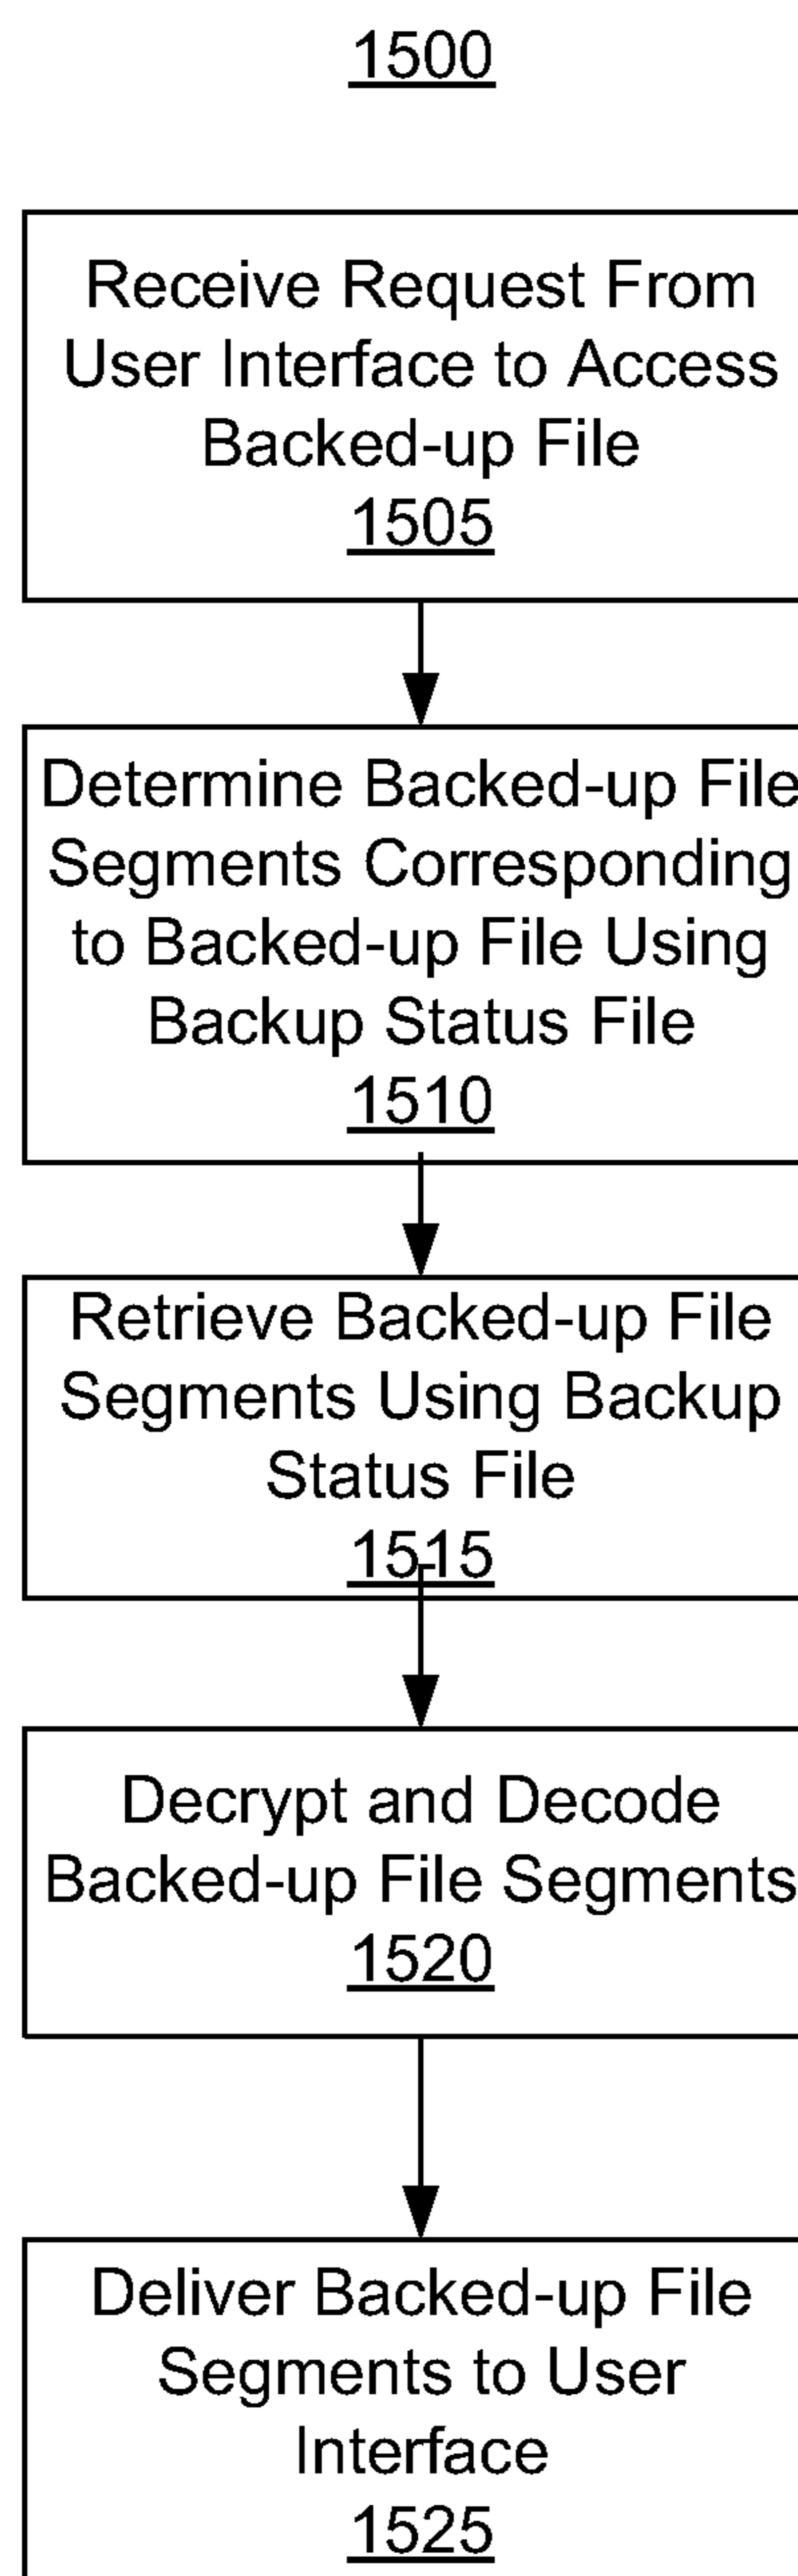 1500
Receive Request From
User Interface to Access
Backed-up File
1505
Determine Backed-up File
Segments Corresponding
to Backed-up File Using
Backup Status File
1510
Retrieve Backed-up File
Segments Using Backup
Status File
1515
Decrypt and Decode
Backed-up File Segments
1520
Deliver Backed-up File
Segments to User
Interface
1525